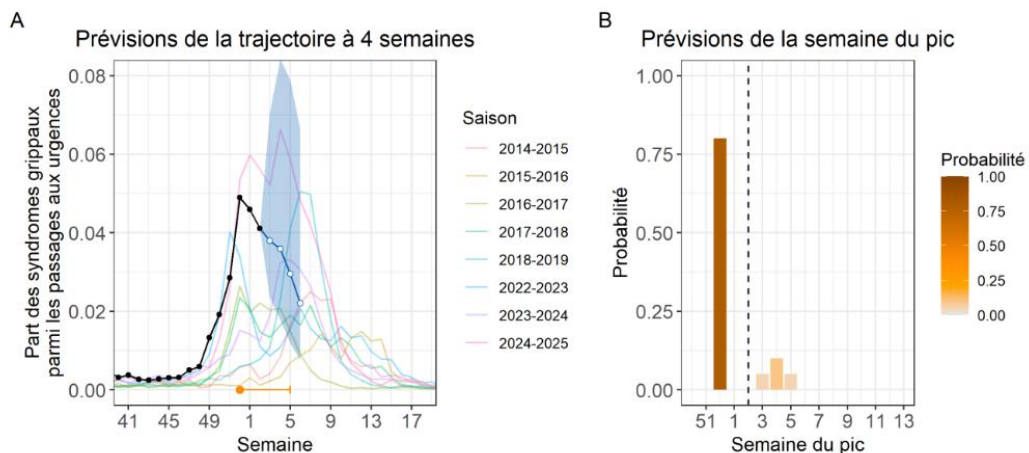 A
Prévisions de la trajectoire à 4 semaines
Part des syndromes grippaux
parmi les passages aux urgences
0.08
0.06
0.04
0.02
0.00
41 45 49 1 5 9 13 17
Semaine
Saison
2014-2015
2015-2016
2016-2017
2017-2018
2018-2019
2022-2023
2023-2024
2024-2025
B
Prévisions de la semaine du pic
Probabilité
1.00
0.75
0.50
0.25
0.00
51 1 3 5 7 9 11 13
Semaine du pic
Probabilité
1.00
0.75
0.50
0.25
0.00